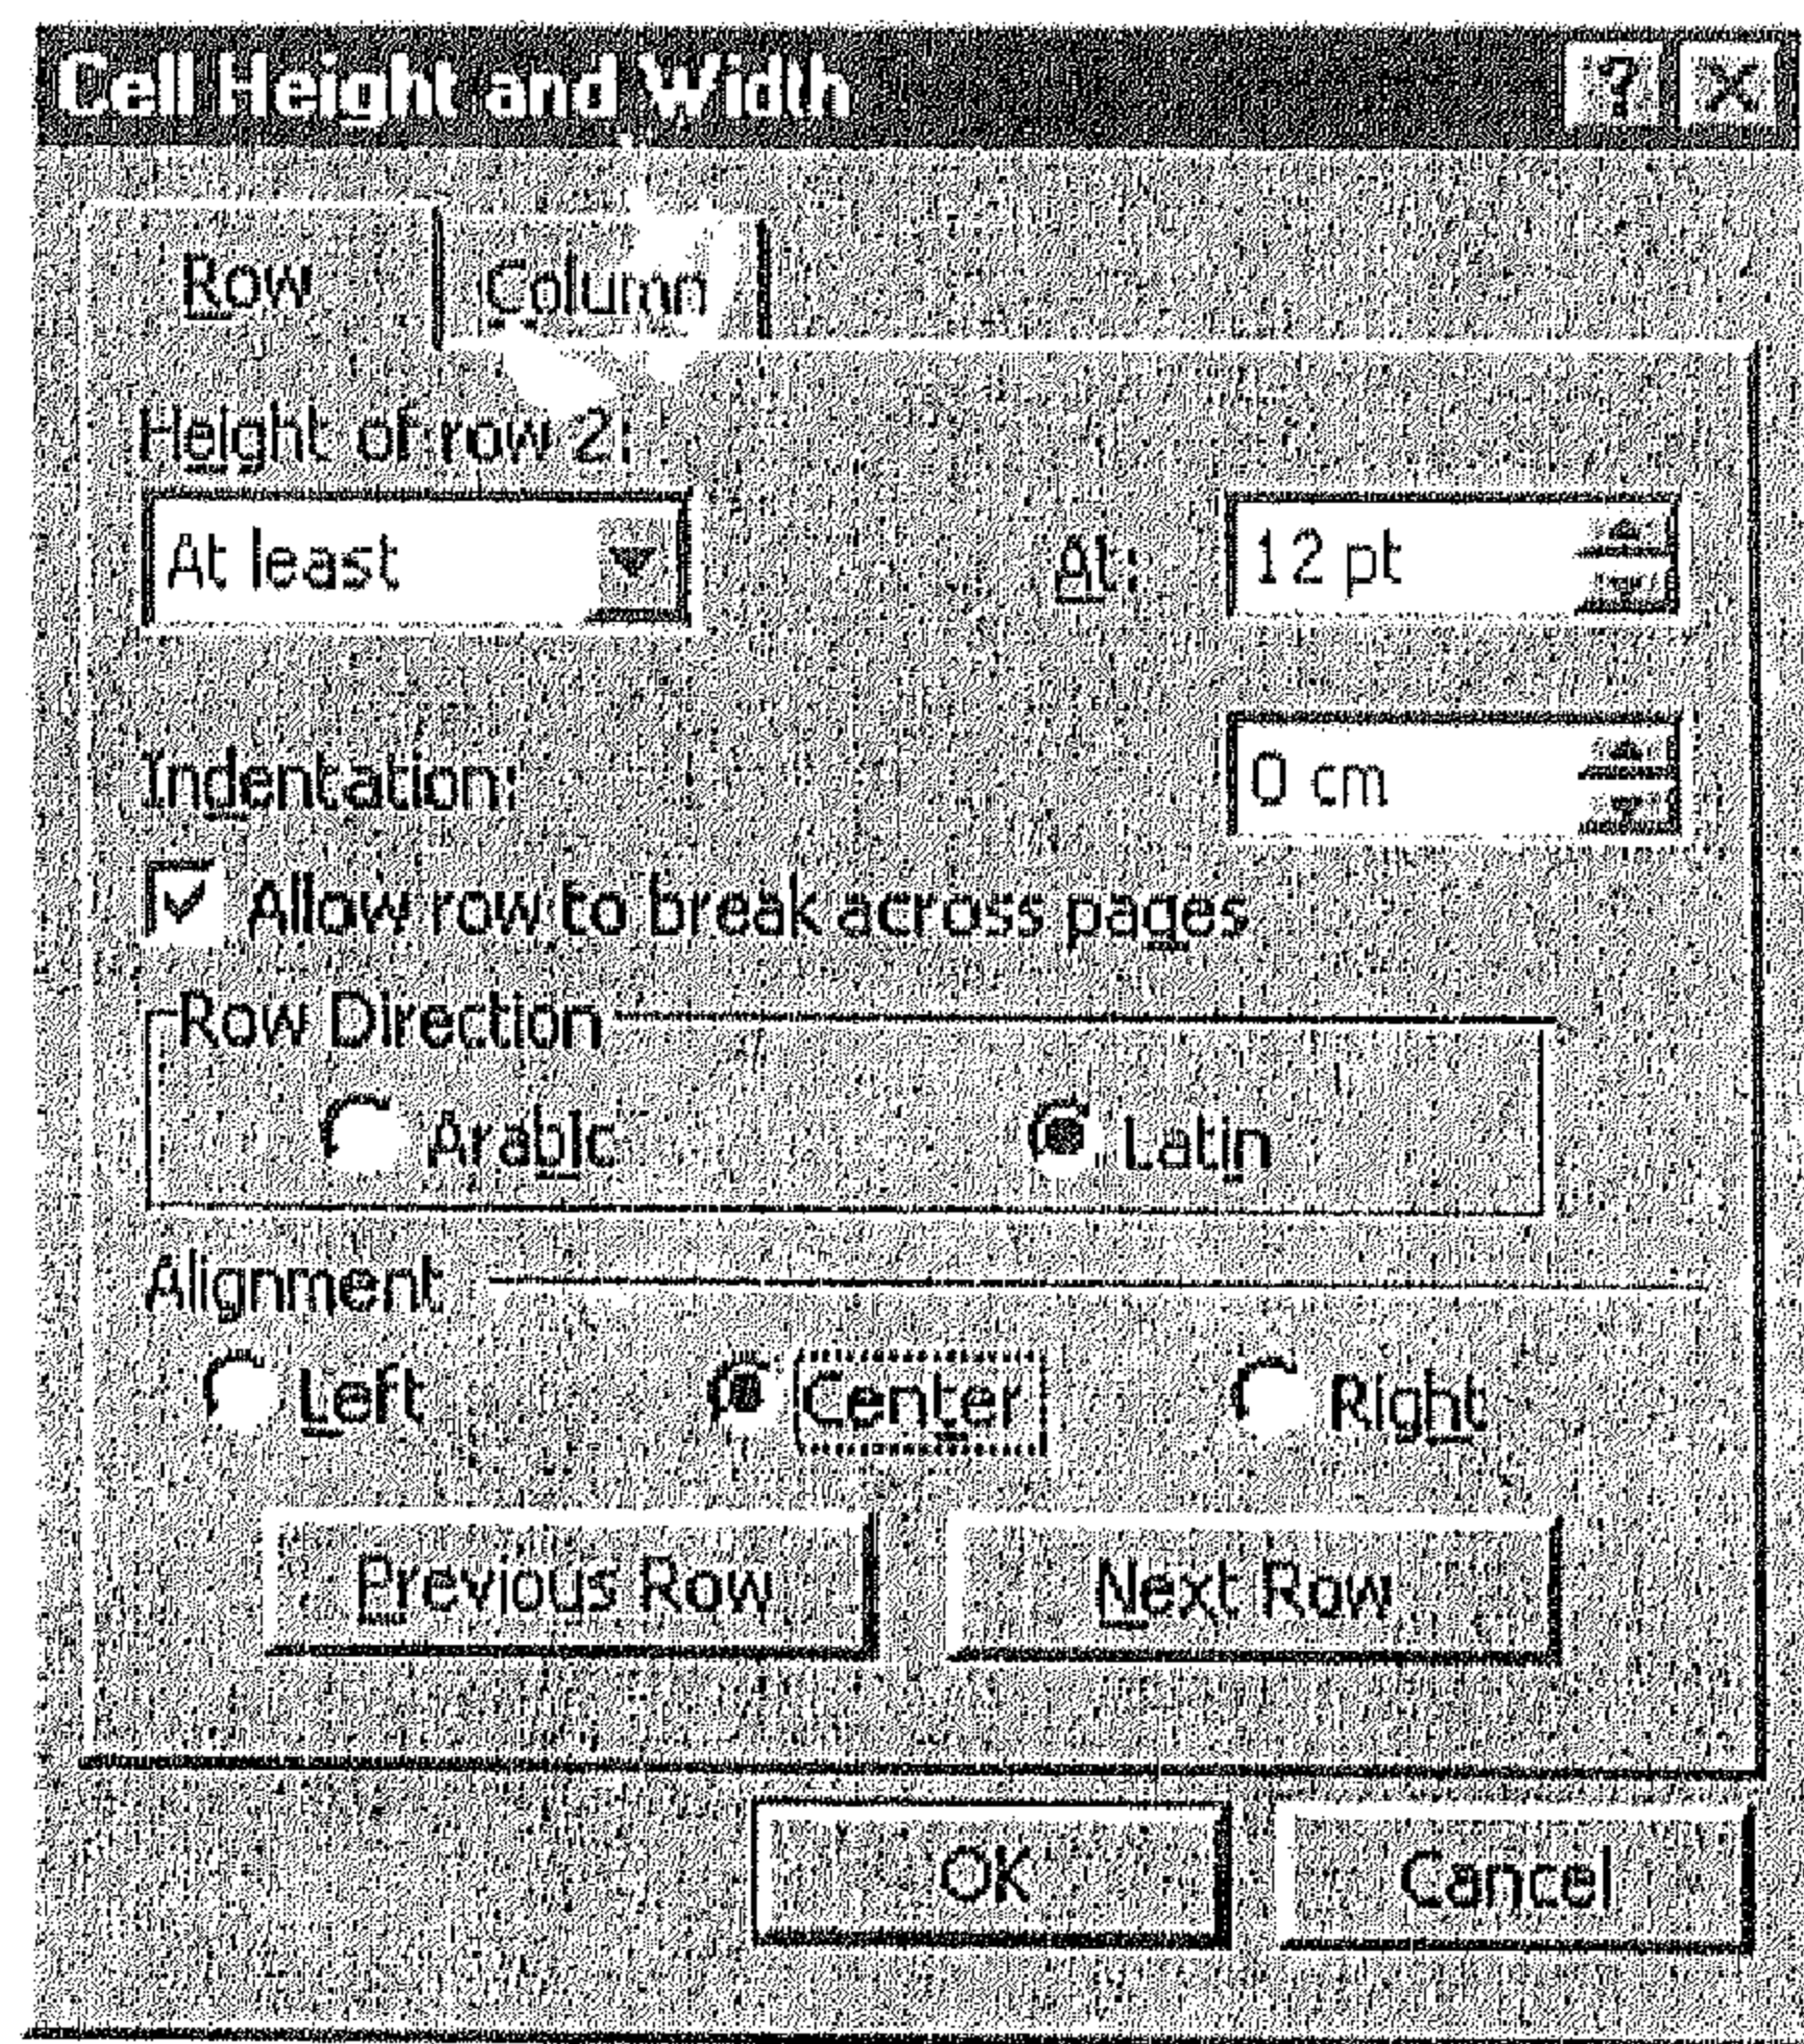 Cell Height and Width ? X
Row Column
Height of row 2:
At least At: 12 pt
Indentation: 0 cm
Allow row to break across pages
Row Direction
Arabic Latin
Alignment
Left Center Right
Previous Row Next Row
OK Cancel